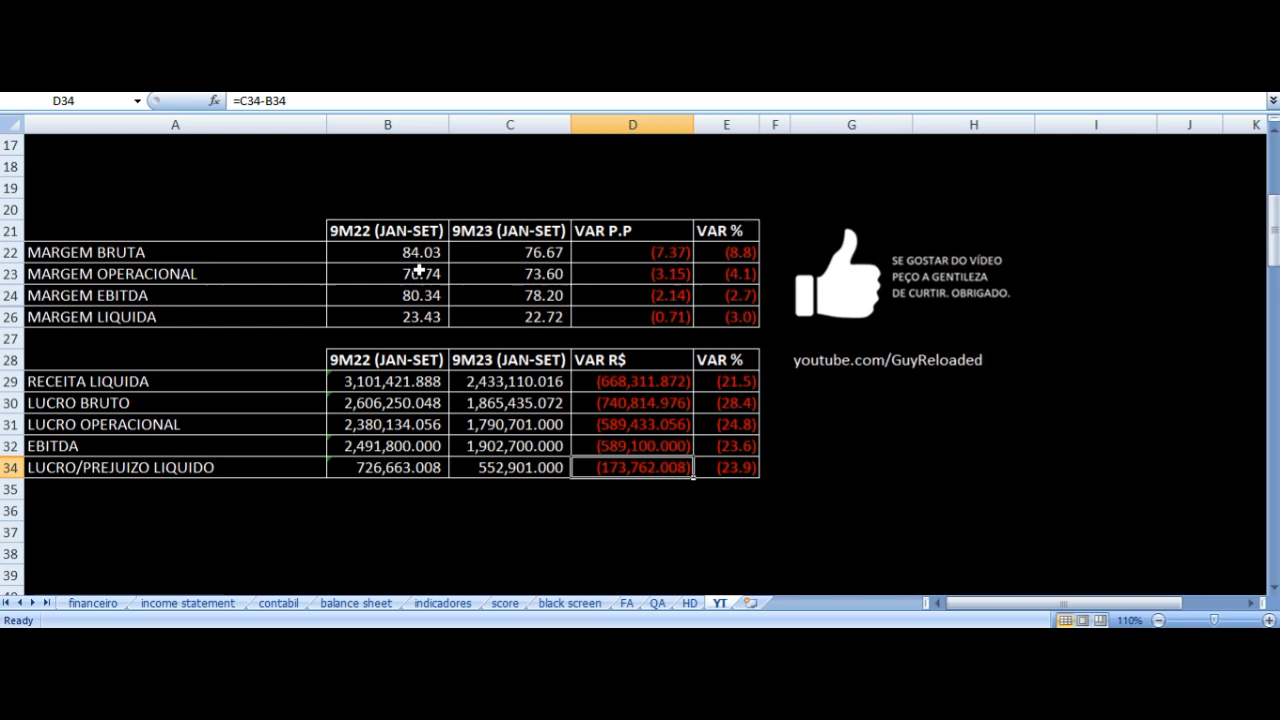 D34 =C34-B34
A B C D E F G H I J K
17
18
19
20
21 9M22 (JAN-SET) 9M23 (JAN-SET) VAR P.P VAR %
22 MARGEM BRUTA 84.03 76.67 (7.37) (8.8)
23 MARGEM OPERACIONAL 73.60 (3.15) (4.1)
24 MARGEM EBITDA 80.34 78.20 (2.14) (2.7)
26 MARGEM LIQUIDA 23.43 22.72 (0.71) (3.0)
27
28 9M22 (JAN-SET) 9M23 (JAN-SET) VAR R$ VAR %
29 RECEITA LIQUIDA 3,101,421.888 2,433,110.016 (668,311.872) (21.5)
30 LUCRO BRUTO 2,606,250.048 1,865,435.072 (740,814.976) (28.4)
31 LUCRO OPERACIONAL 2,380,134.056 1,790,701.000 (589,433.056) (24.8)
32 EBITDA 2,491,800.000 1,902,700.000 (589,100.000) (23.6)
34 LUCRO/PREJUIZO LIQUIDO 726,663.008 552,901.000 (173,762.008) (23.9)
35
36
37
38
39
SE GOSTAR DO VÍDEO
PEÇO A GENTILEZA
DE CURTIR. OBRIGADO.
youtube.com/GuyReloaded
financeiro income statement contabil balance sheet indicadores score black screen FA QA HD YT
Ready 110%